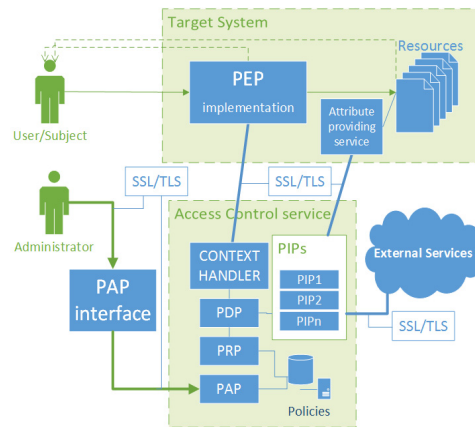 Target System
Resources
PEP
implementation
Attribute
providing
service
User/Subject
SSL/TLS
SSL/TLS
Administrator
Access Control service
CONTEXT
HANDLER
PIPs
PIP1
PIP2
PIPn
External Services
PAP
interface
PDP
SSL/TLS
PRP
PAP
Policies